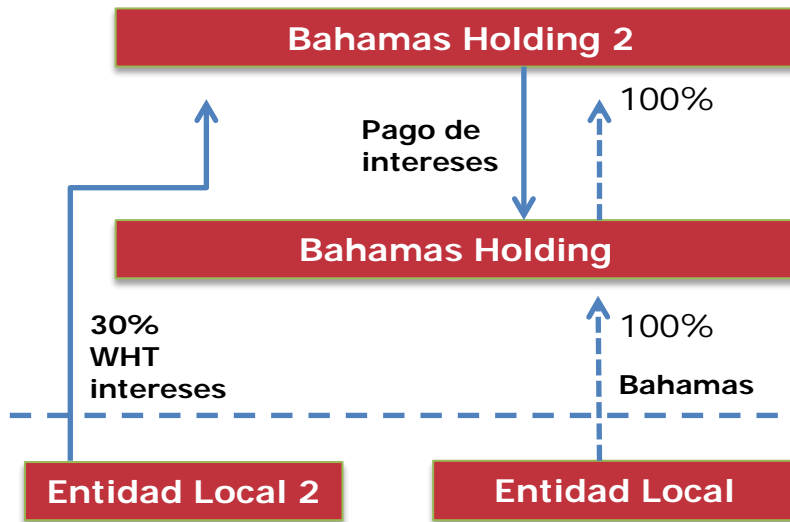 Bahamas Holding 2
Pago de
intereses
100%
Bahamas Holding
30%
WHT
intereses
100%
Bahamas
Entidad Local 2
Entidad Local